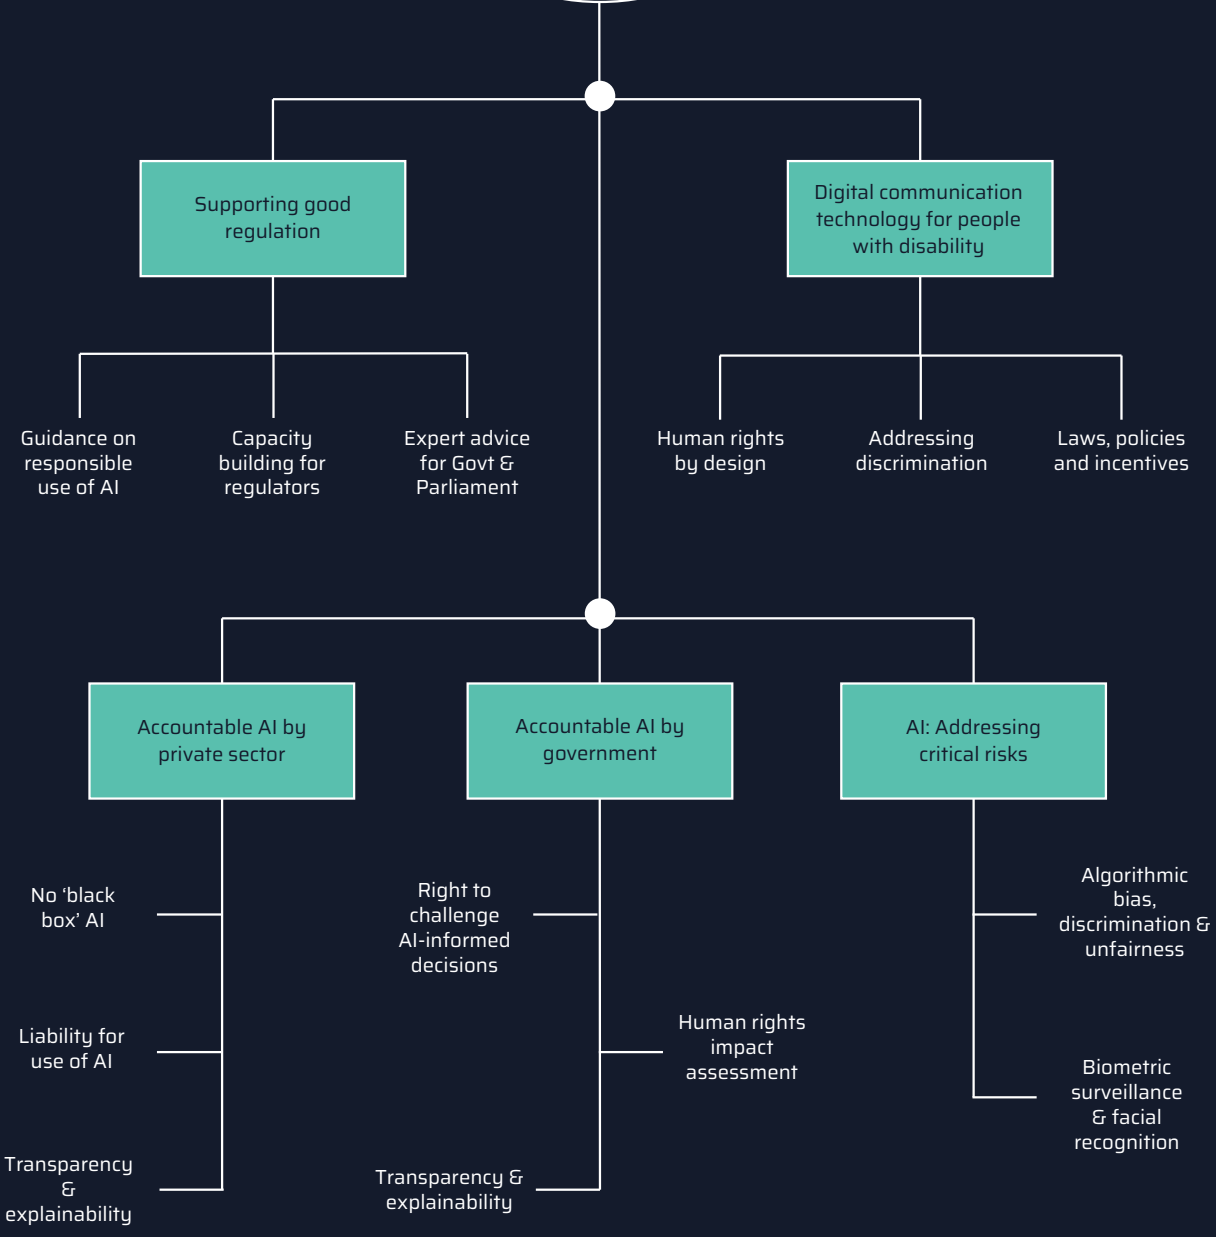 Supporting good
regulation
Digital communication
technology for people
with disability
Guidance on
responsible
use of AI
Capacity
building for
regulators
Expert advice
for Govt &
Parliament
Human rights
by design
Addressing
discrimination
Laws, policies
and incentives
Accountable AI by
private sector
Accountable AI by
government
AI: Addressing
critical risks
No ‘black
box’ AI
Liability for
use of AI
Transparency
&
explainability
Right to
challenge
AI-informed
decisions
Human rights
impact
assessment
Transparency &
explainability
Algorithmic
bias,
discrimination &
unfairness
Biometric
surveillance
& facial
recognition